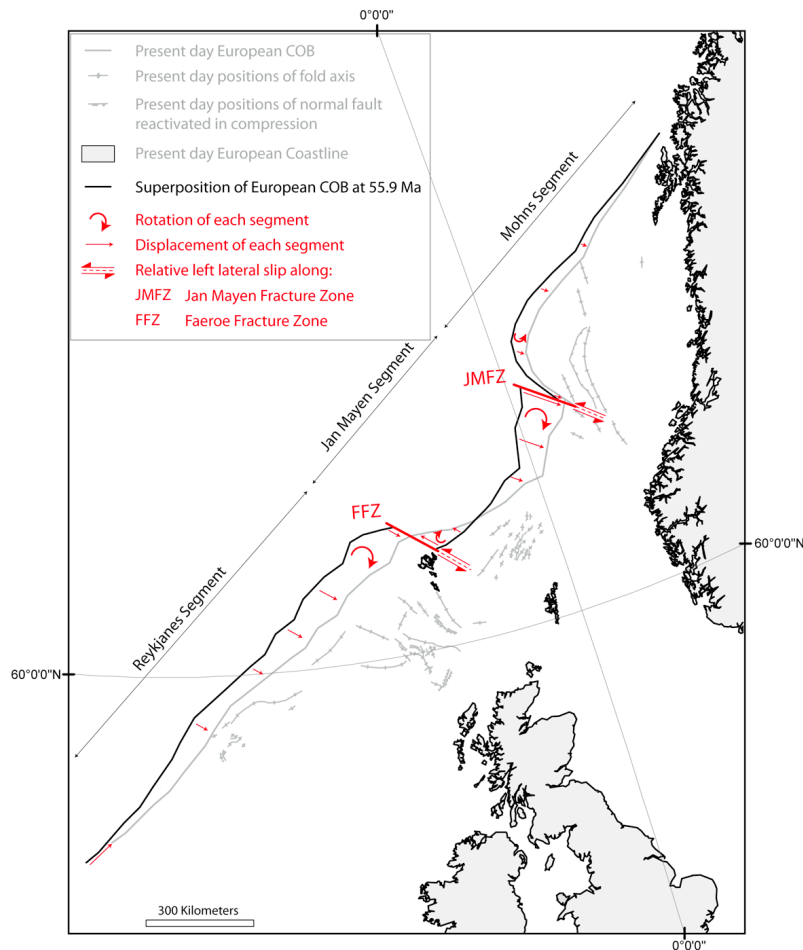 0°0'0"
Present day European COB
Present day positions of fold axis
Present day positions of normal fault
reactivated in compression
Present day European Coastline
Superposition of European COB at 55.9 Ma
Rotation of each segment
Displacement of each segment
Relative left lateral slip along:
JMFZ Jan Mayen Fracture Zone
FFZ Faeroe Fracture Zone
Mohns Segment
Jan Mayen Segment
JMFZ
FFZ
Reykjanes Segment
60°0'0"N
60°0'0"N
300 Kilometers
0°0'0"